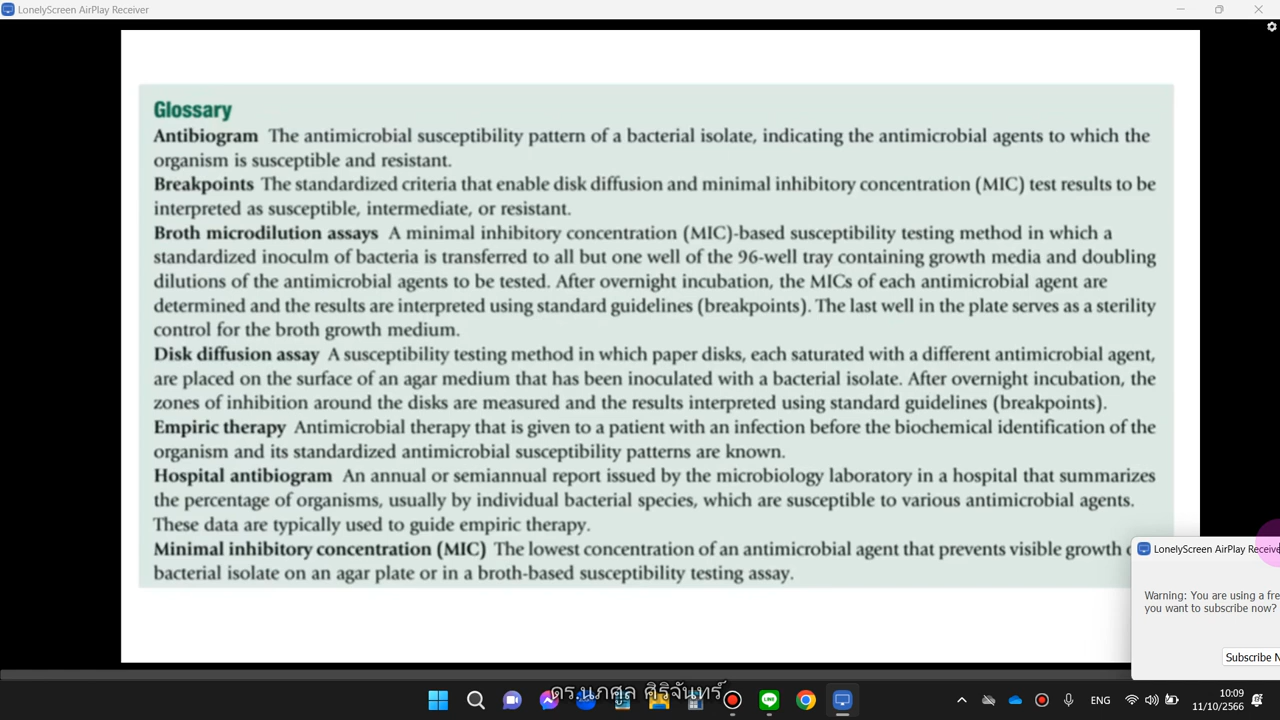 LonelyScreen AirPlay Receiver
Glossary
Antibiogram The antimicrobial susceptibility pattern of a bacterial isolate, indicating the antimicrobial agents to which the
organism is susceptible and resistant.
Breakpoints The standardized criteria that enable disk diffusion and minimal inhibitory concentration (MIC) test results to be
interpreted as susceptible, intermediate, or resistant.
Broth microdilution assays A minimal inhibitory concentration (MIC)-based susceptibility testing method in which a
standardized inoculm of bacteria is transferred to all but one well of the 96-well tray containing growth media and doubling
dilutions of the antimicrobial agents to be tested. After overnight incubation, the MICs of each antimicrobial agent are
determined and the results are interpreted using standard guidelines (breakpoints). The last well in the plate serves as a sterility
control for the broth growth medium.
Disk diffusion assay A susceptibility testing method in which paper disks, each saturated with a different antimicrobial agent,
are placed on the surface of an agar medium that has been inoculated with a bacterial isolate. After overnight incubation, the
zones of inhibition around the disks are measured and the results interpreted using standard guidelines (breakpoints).
Empiric therapy Antimicrobial therapy that is given to a patient with an infection before the biochemical identification of the
organism and its standardized antimicrobial susceptibility patterns are known.
Hospital antibiogram An annual or semiannual report issued by the microbiology laboratory in a hospital that summarizes
the percentage of organisms, usually by individual bacterial species, which are susceptible to various antimicrobial agents.
These data are typically used to guide empiric therapy.
Minimal inhibitory concentration (MIC) The lowest concentration of an antimicrobial agent that prevents visible growth
bacterial isolate on an agar plate or in a broth-based susceptibility testing assay.
LonelyScreen AirPlay
Warning: You are using a
you want to subscribe now?
Subscribe
ดร.นภศูล ศิริจันทร์
ENG
10:09
11/10/2566